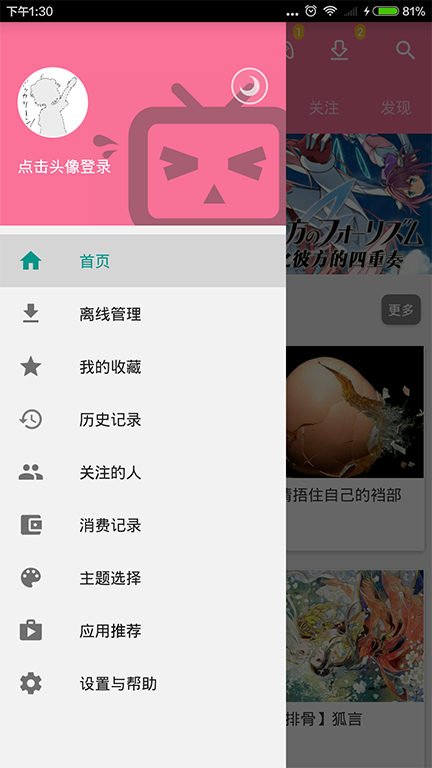 下午1:30
81%
1
2
点击头像登录
关注
发现
方のフォーリズム
彼方的四重奏
更多
首页
离线管理
我的收藏
历史记录
关注的人
消费记录
主题选择
应用推荐
设置与帮助
请捂住自己的裆部
排骨】狐言